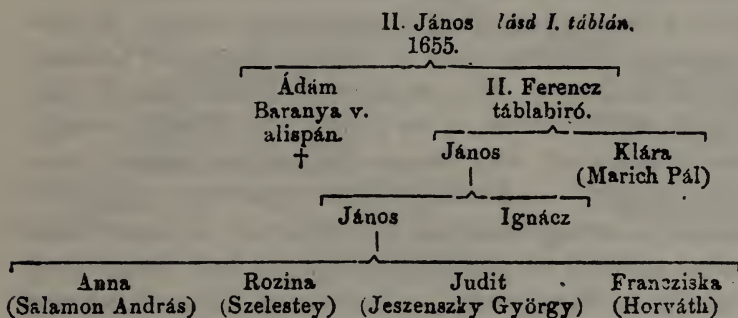 II. János lásd I. táblán.
1655.
Ádám II. Ferencz
Baranya v. táblabiró.
alispán.
†
János Klára
(Marich Pál)
János Ignácz
Anna Rozina Judit Francziska
(Salamon András) (Szelestey) (Jeszenszky György) (Horváth)